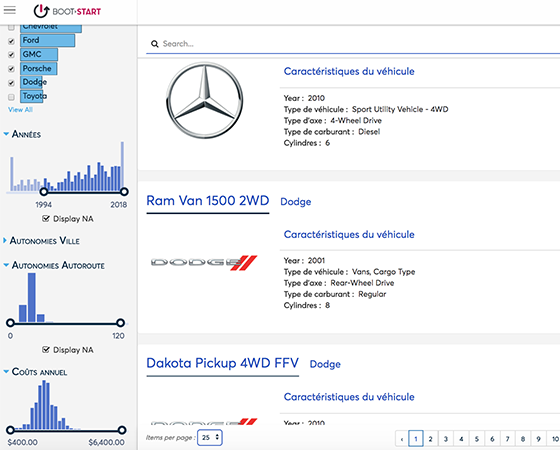 BOOT·START
Chevrolet
Ford
GMC
Porsche
Dodge
Toyota
View All
Années
1994 2018
Display NA
Autonomies Ville
Autonomies Autoroute
0 120
Display NA
Coûts annuel
$400.00 $6,400.00
Search...
Caractéristiques du véhicule
Year : 2010
Type de véhicule : Sport Utility Vehicle - 4WD
Type d'axe : 4-Wheel Drive
Type de carburant : Diesel
Cylindres : 6
Ram Van 1500 2WD Dodge
Caractéristiques du véhicule
DODGE
Year : 2001
Type de véhicule : Vans, Cargo Type
Type d'axe : Rear-Wheel Drive
Type de carburant : Regular
Cylindres : 8
Dakota Pickup 4WD FFV Dodge
Caractéristiques du véhicule
DODGE
Year : 2010
Items per page : 25
‹ 1 2 3 4 5 6 7 8 9 10